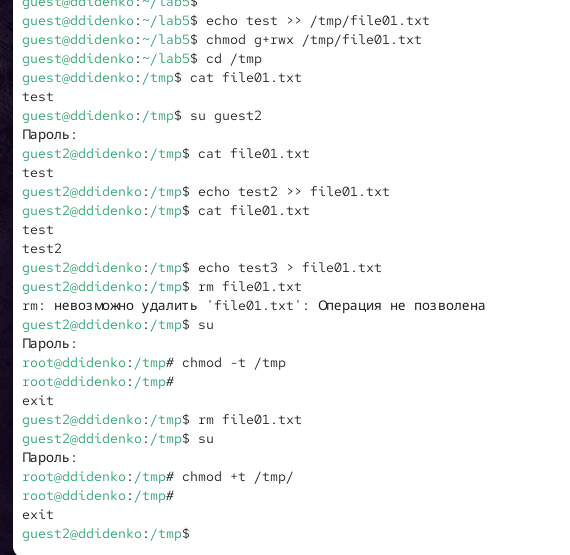 guest@ddidenko:~/lab5$
guest@ddidenko:~/lab5$ echo test >> /tmp/file01.txt
guest@ddidenko:~/lab5$ chmod g+rwx /tmp/file01.txt
guest@ddidenko:~/lab5$ cd /tmp
guest@ddidenko:/tmp$ cat file01.txt
test
guest@ddidenko:/tmp$ su guest2
Пароль:
guest2@ddidenko:/tmp$ cat file01.txt
test
guest2@ddidenko:/tmp$ echo test2 >> file01.txt
guest2@ddidenko:/tmp$ cat file01.txt
test
test2
guest2@ddidenko:/tmp$ echo test3 > file01.txt
guest2@ddidenko:/tmp$ rm file01.txt
rm: невозможно удалить 'file01.txt': Операция не позволена
guest2@ddidenko:/tmp$ su
Пароль:
root@ddidenko:/tmp# chmod -t /tmp
root@ddidenko:/tmp#
exit
guest2@ddidenko:/tmp$ rm file01.txt
guest2@ddidenko:/tmp$ su
Пароль:
root@ddidenko:/tmp# chmod +t /tmp/
root@ddidenko:/tmp#
exit
guest2@ddidenko:/tmp$